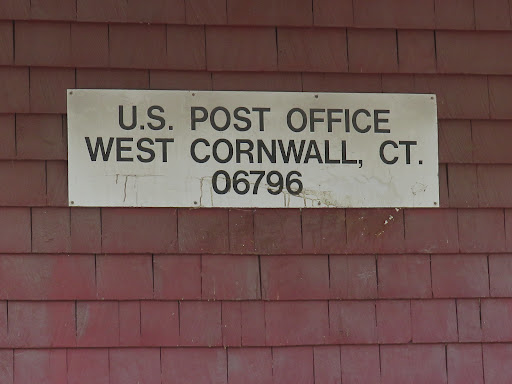 U.S. POST OFFICE
WEST CORNWALL, CT.
06796